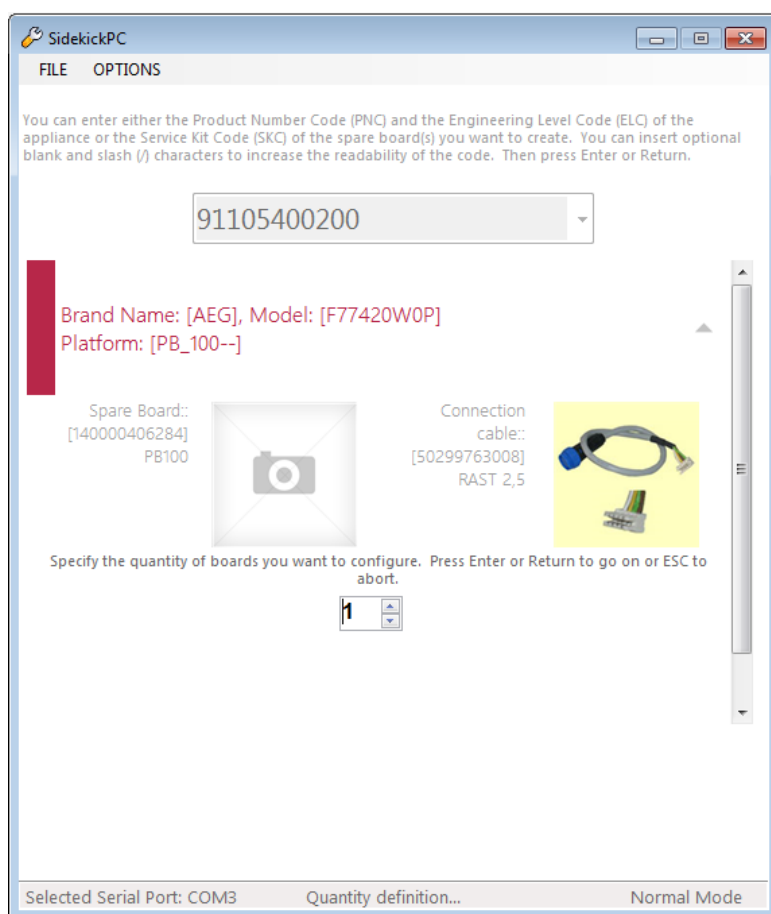 SidekickPC
FILE OPTIONS
You can enter either the Product Number Code (PNC) and the Engineering Level Code (ELC) of the
appliance or the Service Kit Code (SKC) of the spare board(s) you want to create. You can insert optional
blank and slash (/) characters to increase the readability of the code. Then press Enter or Return.
91105400200
Brand Name: [AEG], Model: [F77420W0P]
Platform: [PB_100--]
Spare Board::
[140000406284]
PB100
Connection
cable::
[50299763008]
RAST 2,5
Specify the quantity of boards you want to configure. Press Enter or Return to go on or ESC to
abort.
1
Selected Serial Port: COM3 Quantity definition... Normal Mode